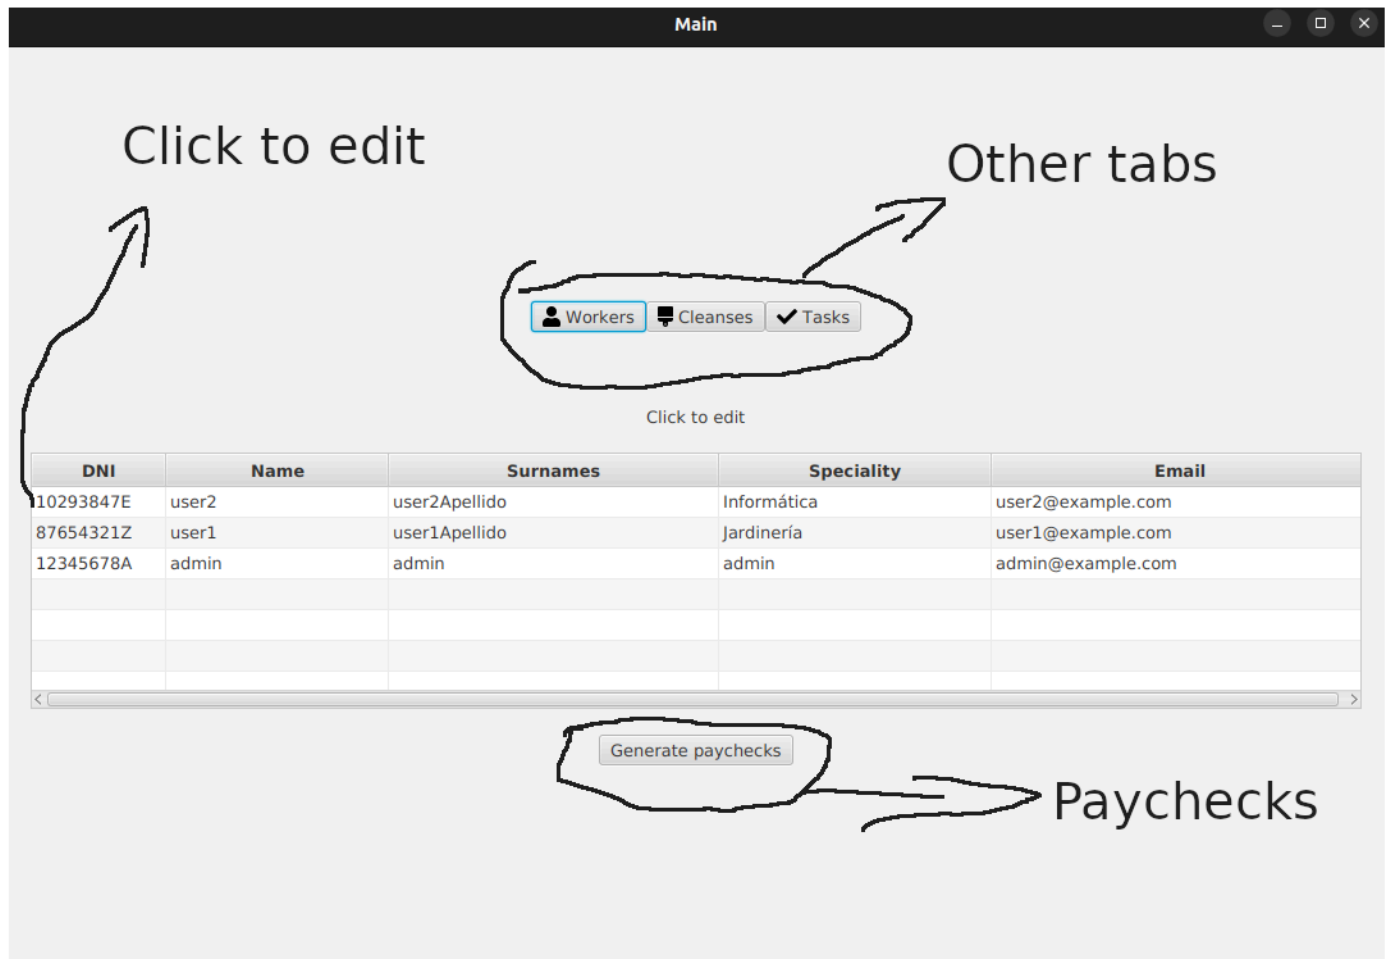 Main
Click to edit
Other tabs
Workers Cleanses Tasks
Click to edit
DNI Name Surnames Speciality Email
10293847E user2 user2Apellido Informática user2@example.com
87654321Z user1 user1Apellido Jardinería user1@example.com
12345678A admin admin admin admin@example.com
Generate paychecks
Paychecks